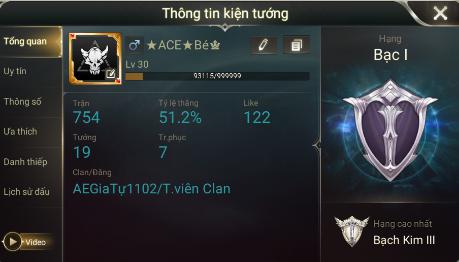 Thông tin kiện tướng
Tổng quan
Uy tín
Thông số
Ưa thích
Danh thiếp
Lịch sử đấu
Video
★ACE★Bé
Lv 30
93115/999999
Trận
Tỷ lệ thắng
Like
754
51.2%
122
Tướng
Tr.phục
19
7
Clan/Đảng
AEGiaTự1102/T.viên Clan
Hạng
Bạc I
Hạng cao nhất
Bạch Kim III